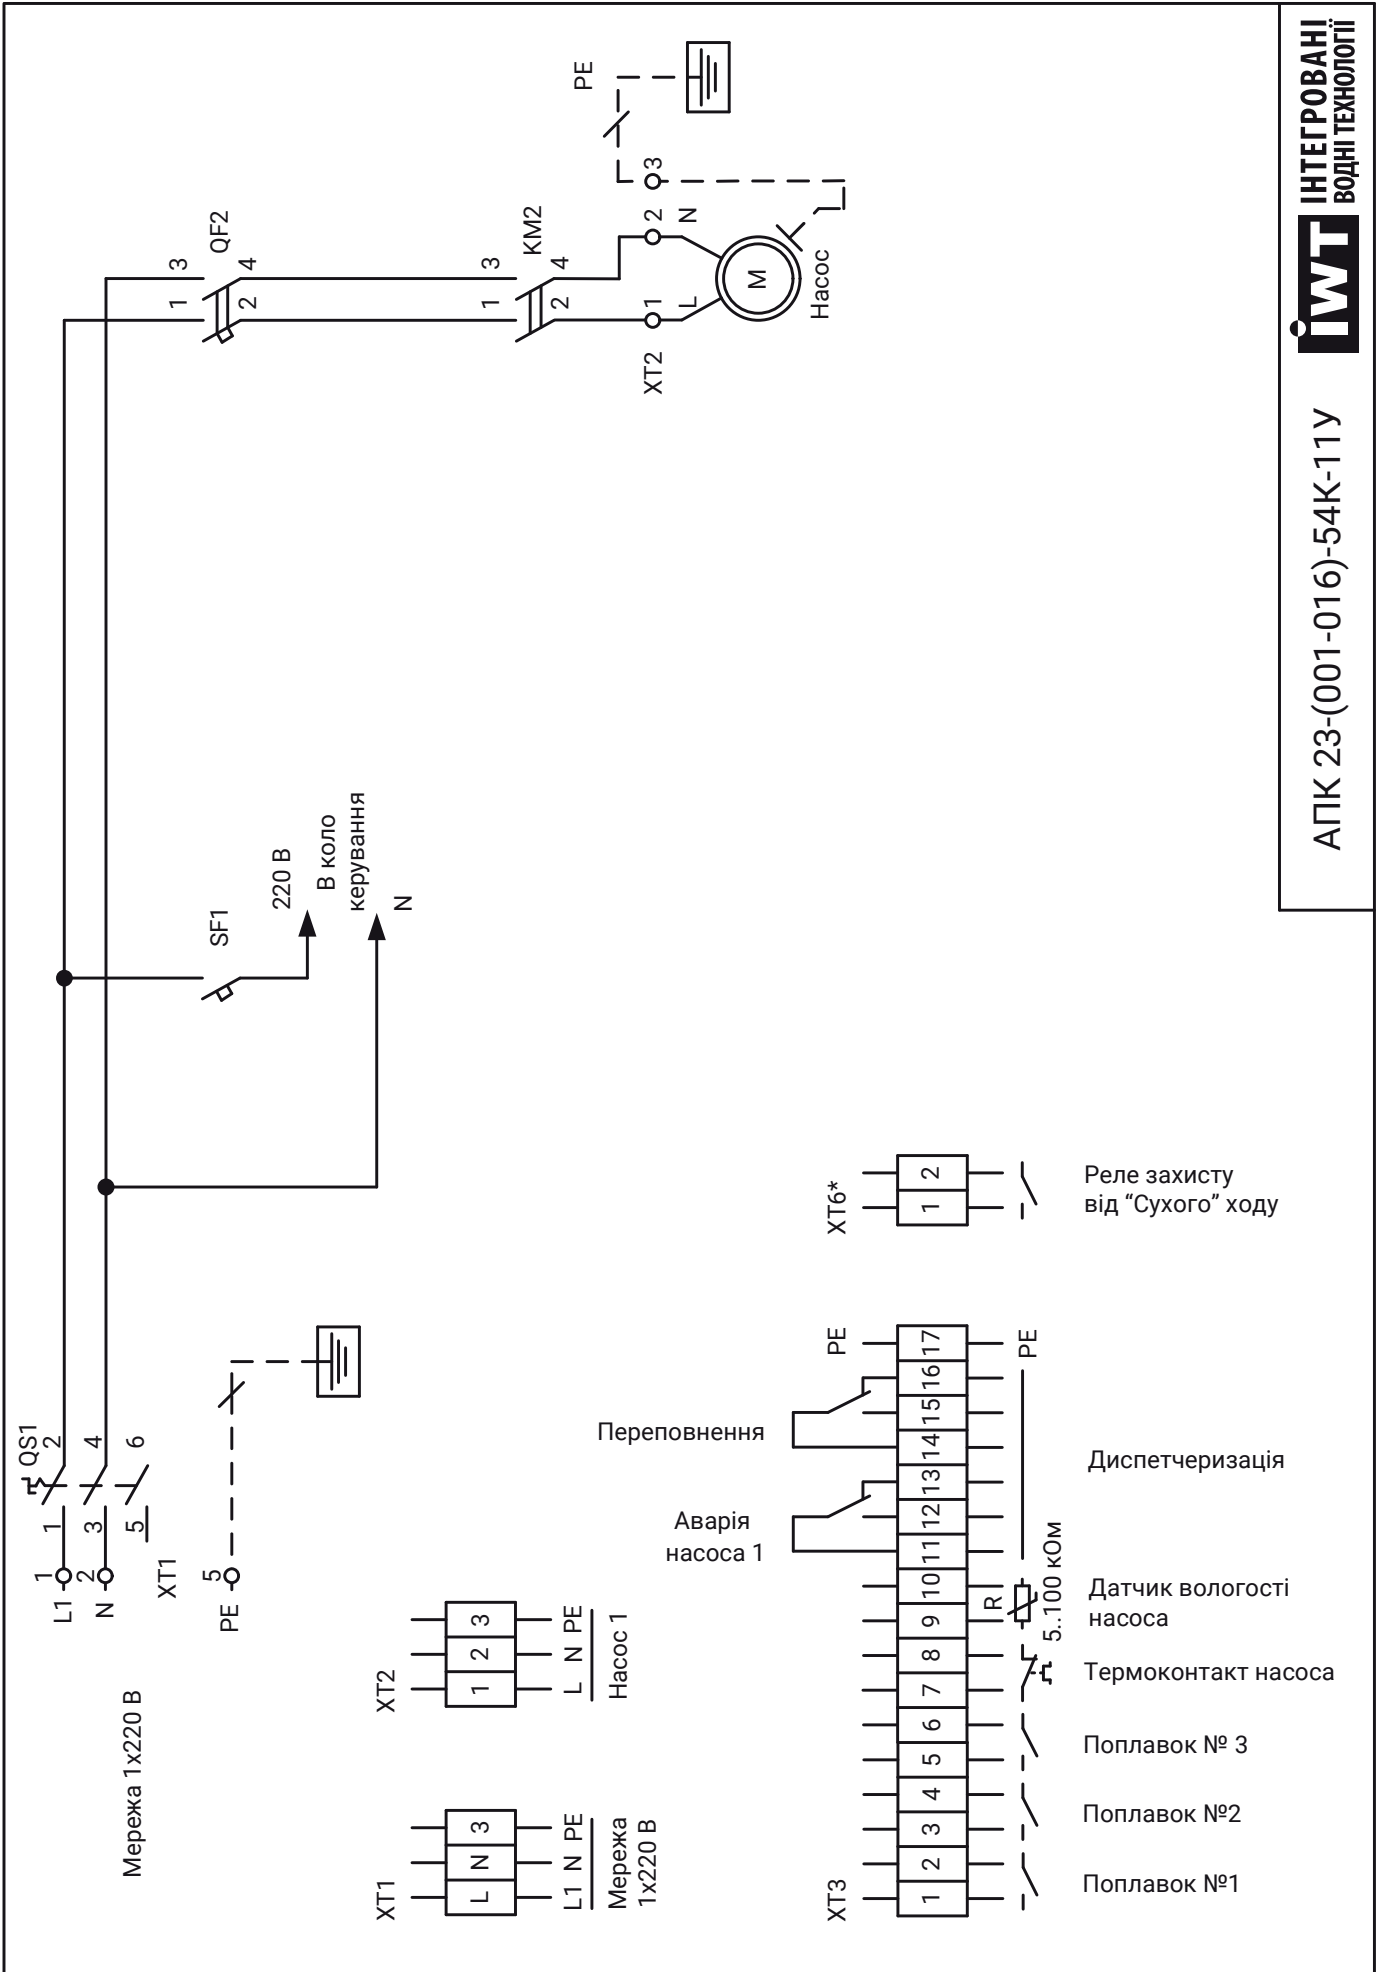 PE
3
2
N
1
L
XT2
M
Насос
QF2
1
3
2
4
KM2
1
3
2
4
220 В
В коло
керування
N
SF1
QS1
2
4
6
1
3
5
1
2
L1
N
XT1
5
PE
Мережа 1x220 В
XT2
1
2
3
L
N
PE
Насос 1
XT1
L
N
3
L1
N
PE
Мережа
1x220 В
XT6*
2
1
Реле захисту
від “Сухого” ходу
PE
17
PE
16
15
14
Переповнення
13
12
11
Аварія
насоса 1
Диспетчеризація
10
9
R
5..100 кОм
Датчик вологості
насоса
8
7
Термоконтакт насоса
6
5
Поплавок № 3
4
3
Поплавок №2
2
1
Поплавок №1
XT3
АПК 23-(001-016)-54К-11У
iWT
ІНТЕГРОВАНІ
ВОДНІ ТЕХНОЛОГІЇ